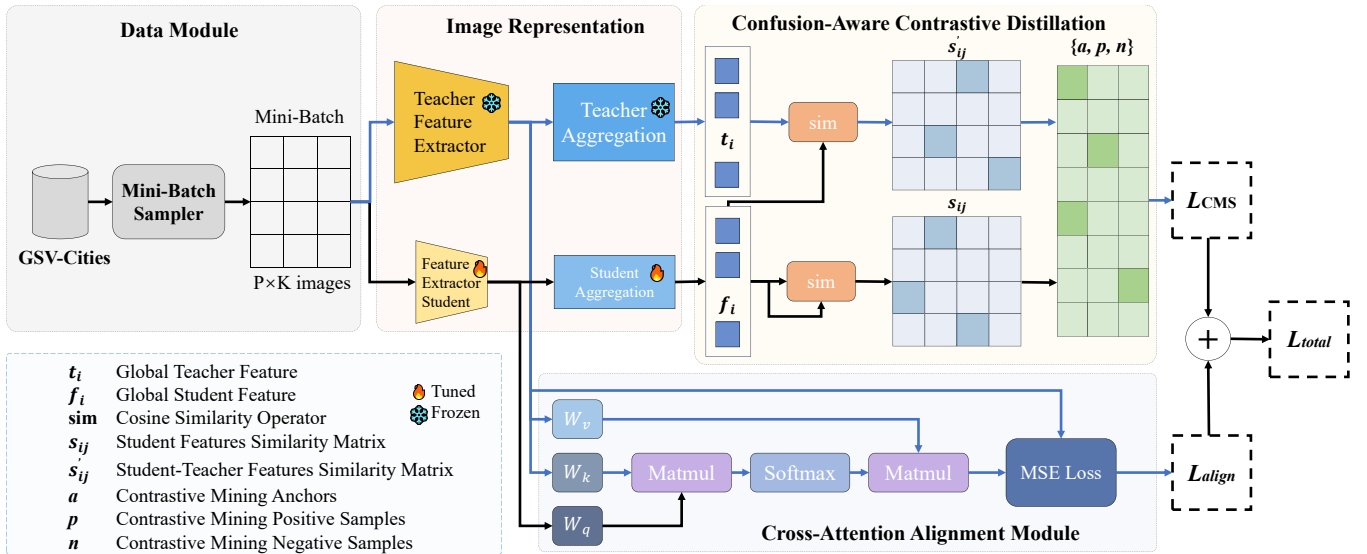 Data Module
Image Representation
Confusion-Aware Contrastive Distillation
s'ij
{a, p, n}
Mini-Batch
Teacher
Feature
Extractor
Teacher
Aggregation
ti
sim
GSV-Cities
Mini-Batch
Sampler
P×K images
Feature
Extractor
Student
Student
Aggregation
fi
sim
sij
LCMS
+
Ltotal
ti Global Teacher Feature
fi Global Student Feature
sim Cosine Similarity Operator
sij Student Features Similarity Matrix
s'ij Student-Teacher Features Similarity Matrix
a Contrastive Mining Anchors
p Contrastive Mining Positive Samples
n Contrastive Mining Negative Samples
Tuned
Frozen
Wv
Wk
Wq
Matmul
Softmax
Matmul
MSE Loss
Lalign
Cross-Attention Alignment Module